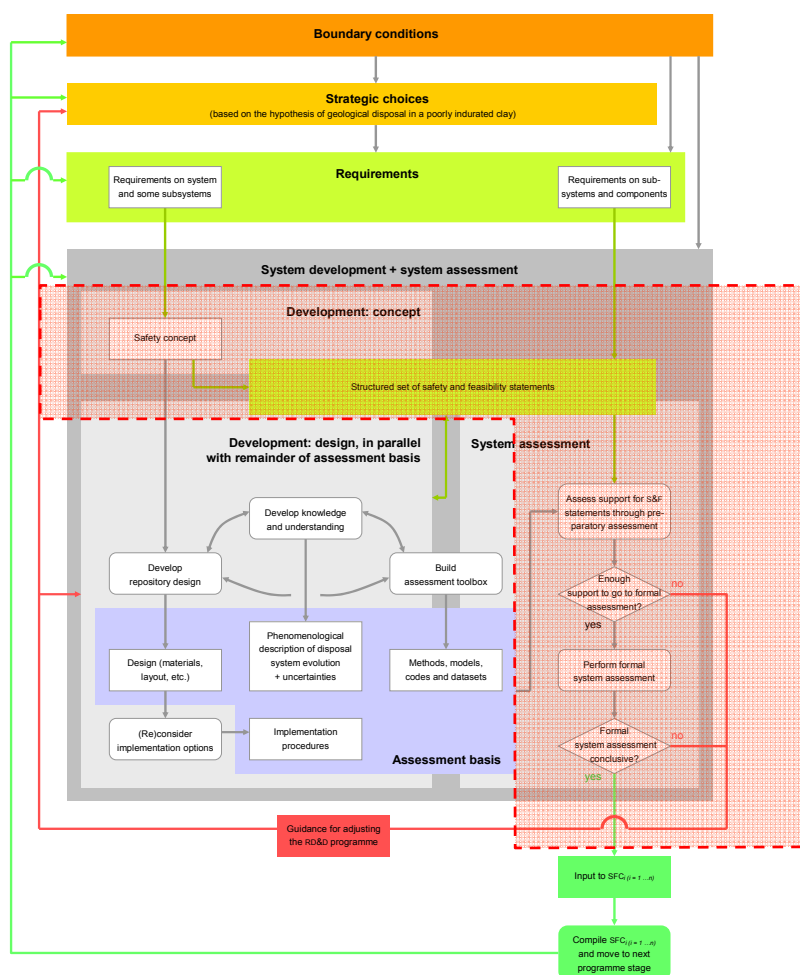 Boundary conditions
Strategic choices
(based on the hypothesis of geological disposal in a poorly indurated clay)
Requirements
Requirements on system
and some subsystems
Requirements on sub-
systems and components
System development + system assessment
Development: concept
Safety concept
Structured set of safety and feasibility statements
Development: design, in parallel
with remainder of assessment basis
System assessment
Develop knowledge
and understanding
Assess support for S&F
statements through pre-
paratory assessment
Develop
repository design
Build
assessment toolbox
Enough
support to go to formal
assessment?
no
yes
Design (materials,
layout, etc.)
Phenomenological
description of disposal
system evolution
+ uncertainties
Methods, models,
codes and datasets
Perform formal
system assessment
(Re)consider
implementation options
Implementation
procedures
Formal
system assessment
conclusive?
no
Assessment basis
yes
Guidance for adjusting
the RD&D programme
Input to SFCi (i = 1 ...n)
Compile SFCi (i = 1 ...n)
and move to next
programme stage